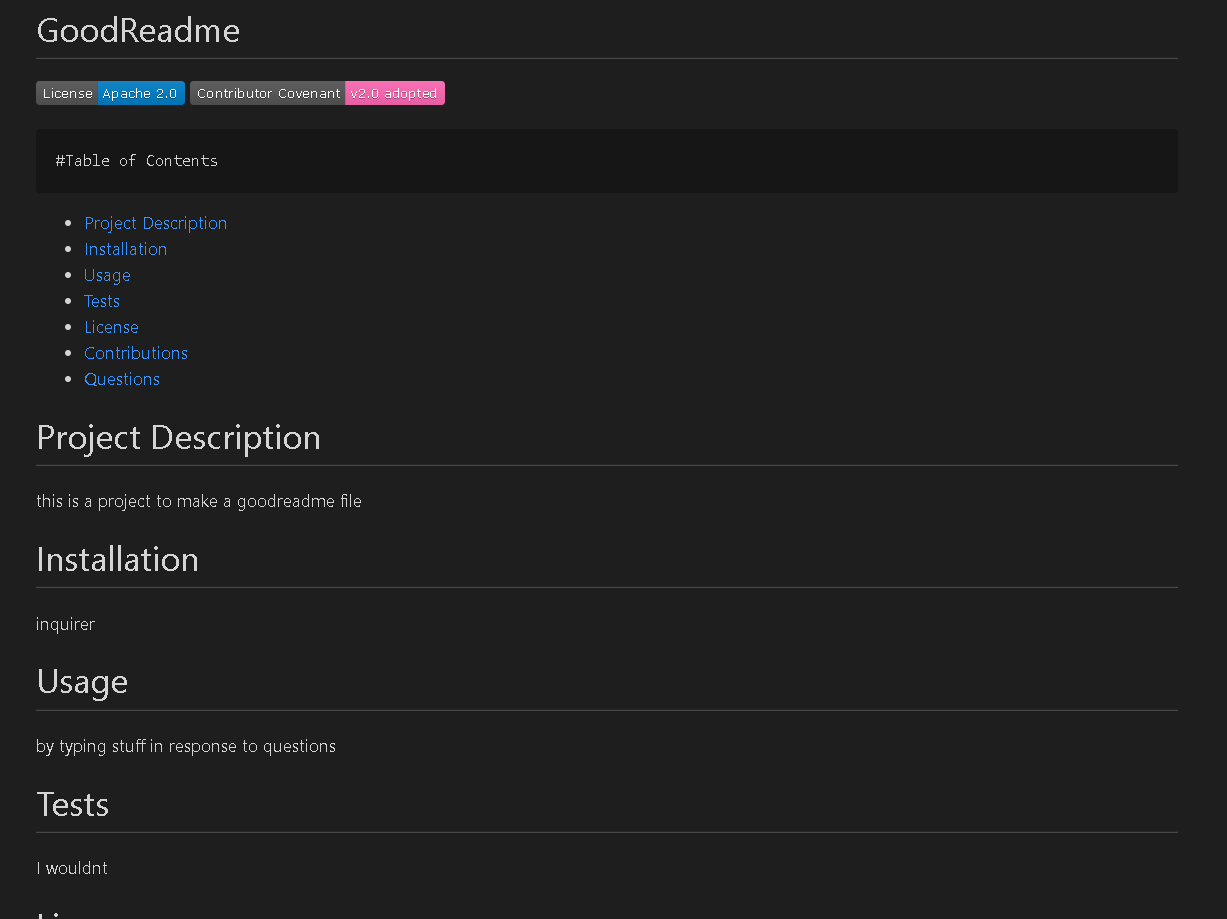 GoodReadme
License Apache 2.0 Contributor Covenant v2.0 adopted
#Table of Contents
Project Description
Installation
Usage
Tests
License
Contributions
Questions
Project Description
this is a project to make a goodreadme file
Installation
inquirer
Usage
by typing stuff in response to questions
Tests
I wouldnt